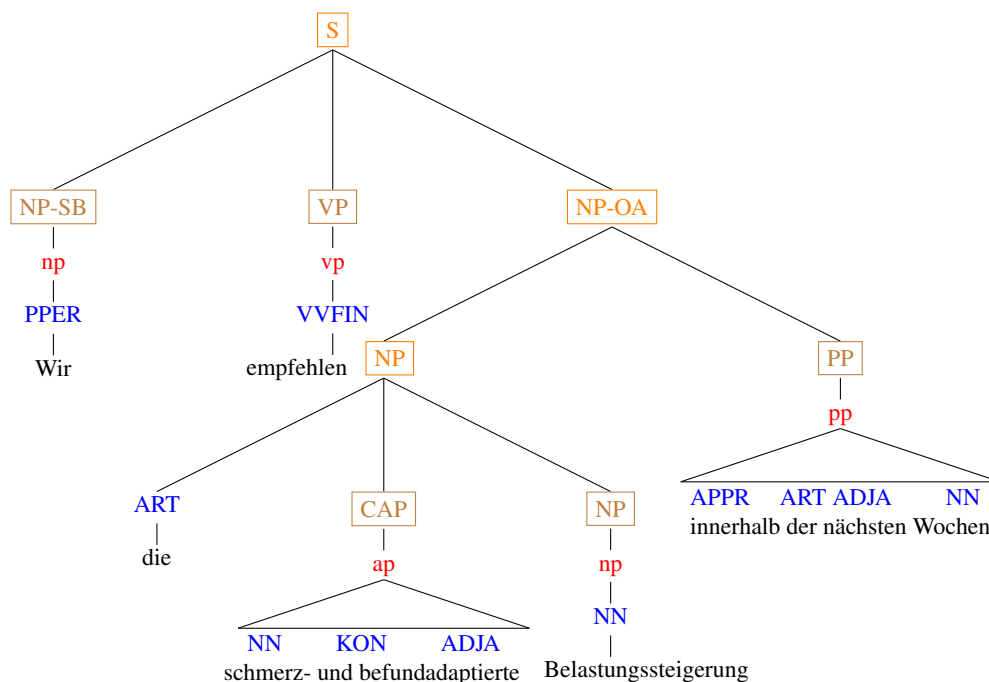 S
NP-SB VP NP-OA
np vp
PPER VVFIN
Wir empfehlen NP PP
pp
ART CAP NP APPR ART ADJA NN
die innerhalb der nächsten Wochen
ap np
NN KON ADJA NN
schmerz- und befundadaptierte Belastungssteigerung